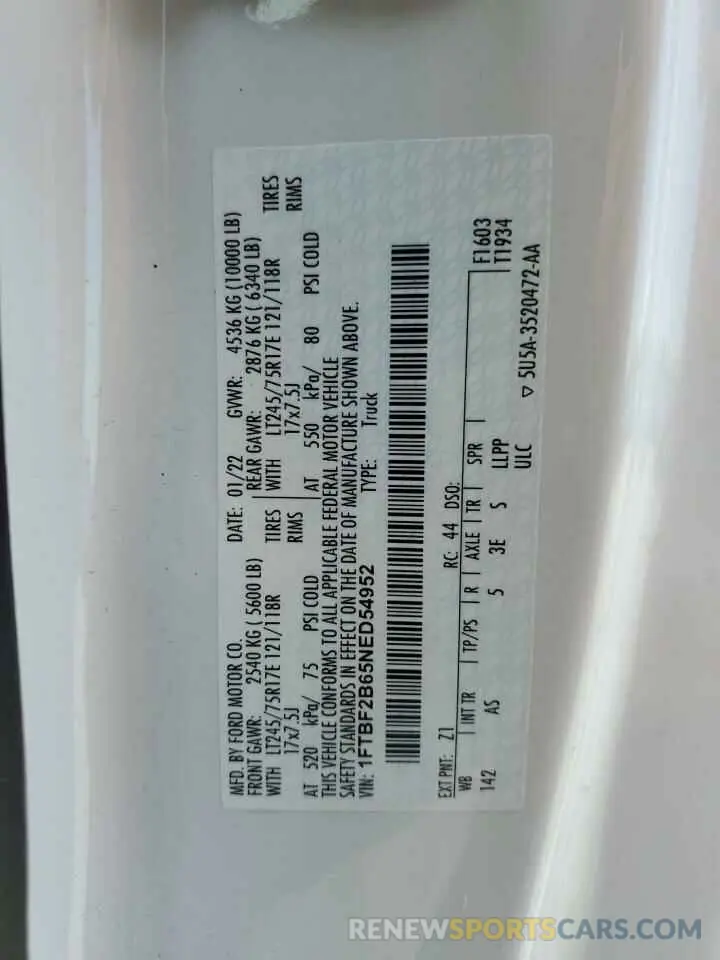 MFD. BY FORD MOTOR CO.
DATE: 01/22 GVWR: 4536 KG (10000 LB)
FRONT GAWR: 2540 KG ( 5600 LB) REAR GAWR: 2876 KG ( 6340 LB)
WITH LT245/75R17E 121/118R TIRES WITH LT245/75R17E 121/118R TIRES
17x7.5J RIMS 17x7.5J RIMS
AT 520 kPa/ 75 PSI COLD AT 550 kPa/ 80 PSI COLD
THIS VEHICLE CONFORMS TO ALL APPLICABLE FEDERAL MOTOR VEHICLE
SAFETY STANDARDS IN EFFECT ON THE DATE OF MANUFACTURE SHOWN ABOVE.
VIN: 1FTBF2B65NED54952 TYPE: Truck
EXT PNT: Z1 RC: 44 DSO:
WB INT TR TP/PS R AXLE TR SPR F1603
142 AS 5 3E S LLPP T1934
ULC
▽ 5U5A-3520472-AA
RENEWSPORTSCARS.COM